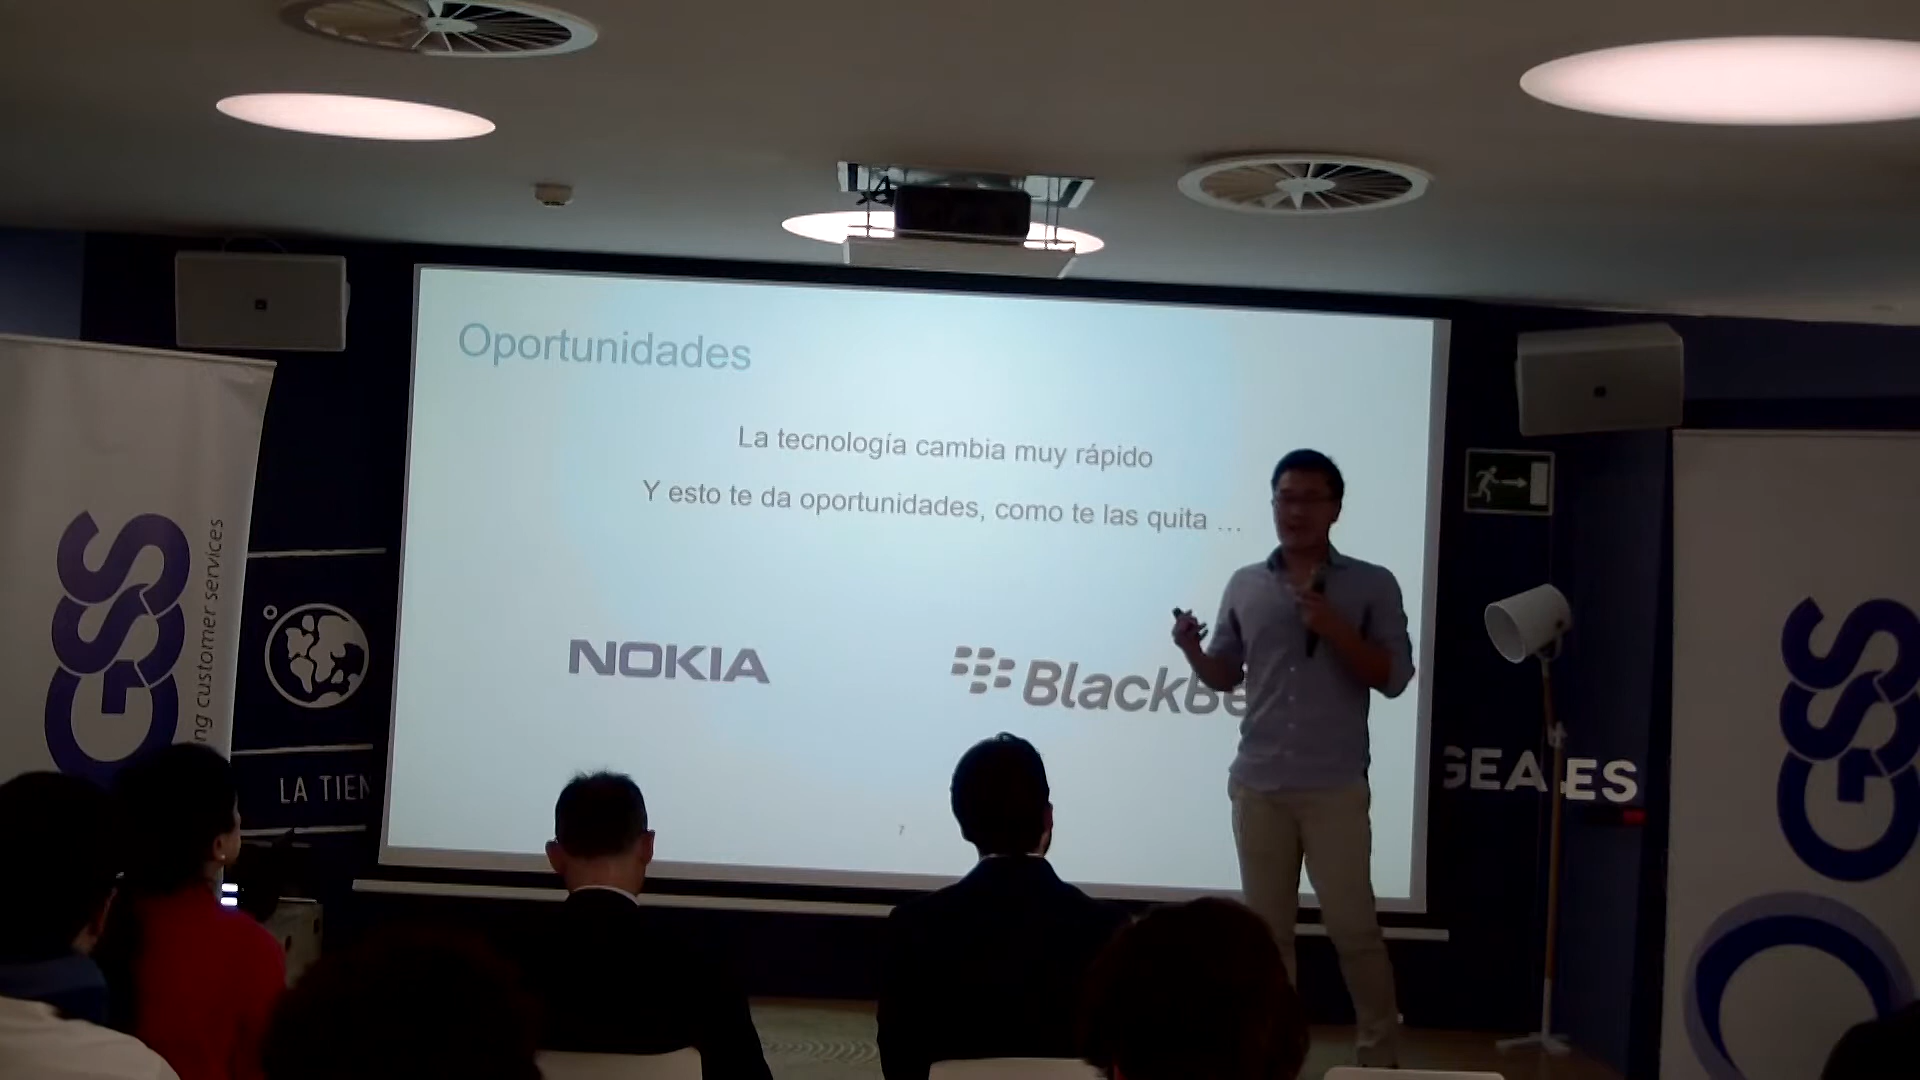 Oportunidades
La tecnología cambia muy rápido
Y esto te da oportunidades, como te las quita ...
NOKIA
BlackBe
7
GSS
ng customer services
LA TIEN
GEA
ES
GSS